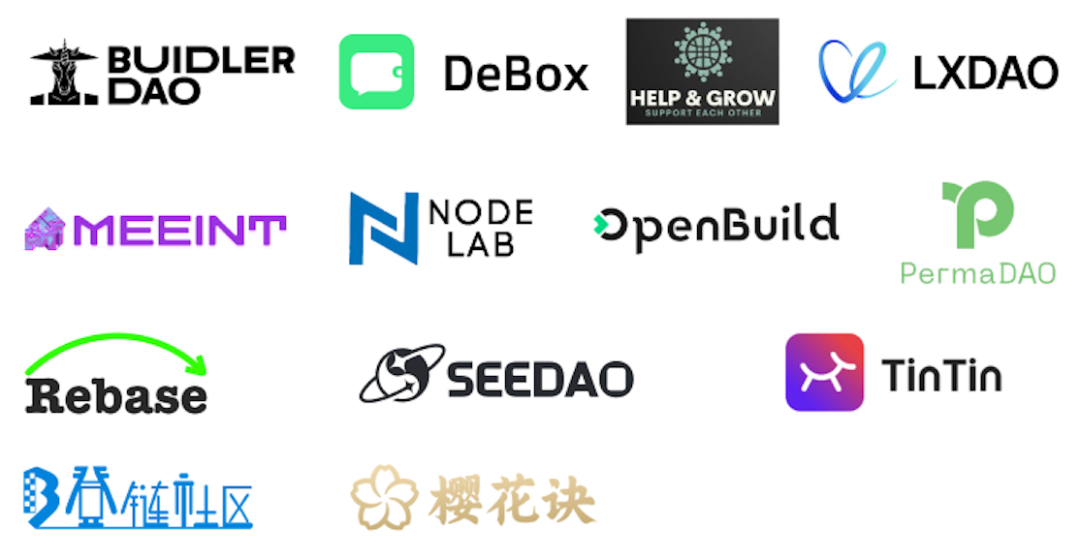 BUIDLER
DAO
DeBox
HELP & GROW
SUPPORT EACH OTHER
LXDAO
MEEINT
NODE
LAB
OpenBuild
PermaDAO
Rebase
SEEDAO
TinTin
登链社区
樱花诀